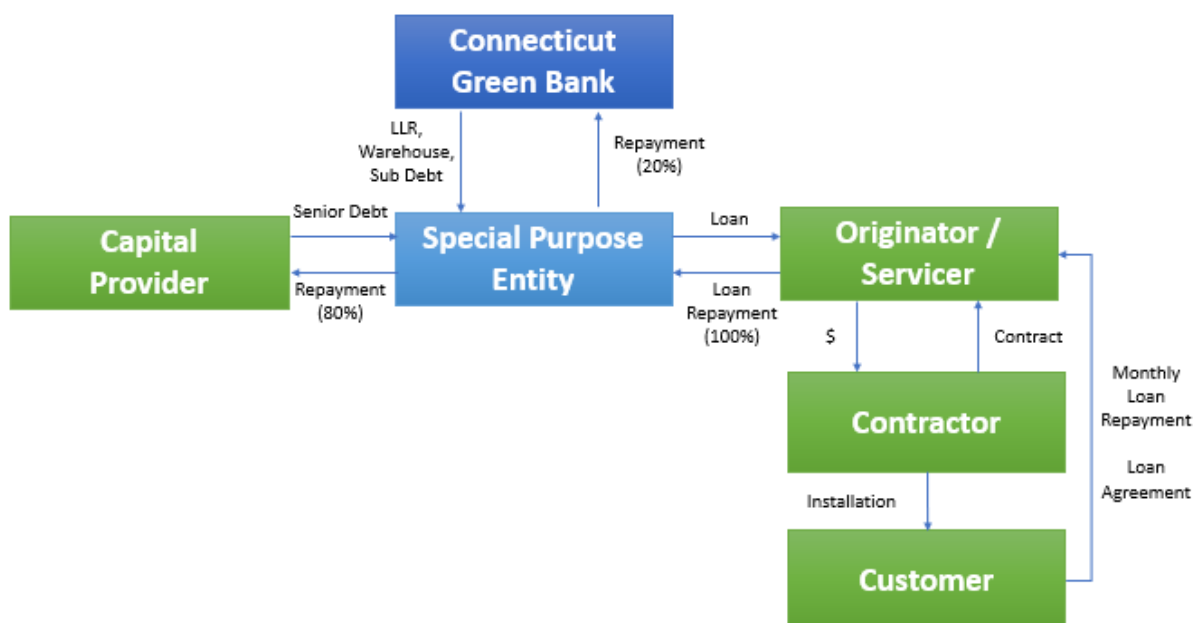 Connecticut
Green Bank
LLR,
Warehouse,
Sub Debt
Repayment
(20%)
Senior Debt
Capital
Provider
Repayment
(80%)
Special Purpose
Entity
Loan
Loan
Repayment
(100%)
Originator /
Servicer
$
Contract
Contractor
Monthly
Loan
Repayment
Loan
Agreement
Installation
Customer